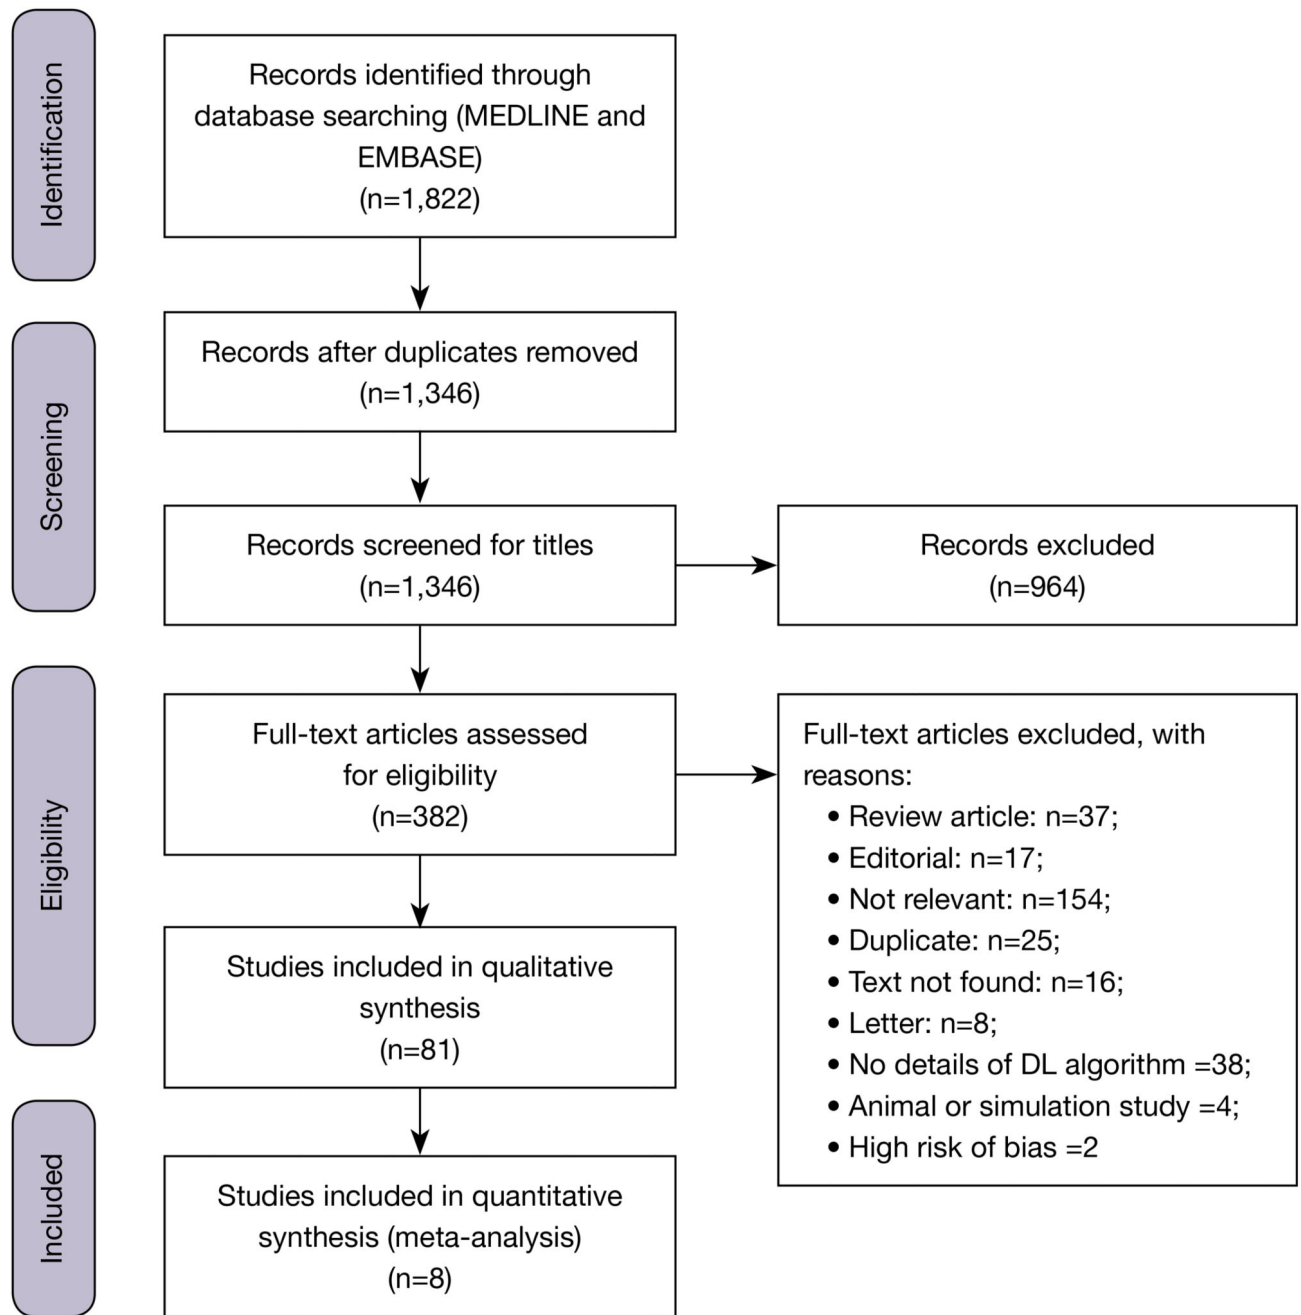 Identification
Records identified through
database searching (MEDLINE and
EMBASE)
(n=1,822)
Screening
Records after duplicates removed
(n=1,346)
Records screened for titles
(n=1,346)
Records excluded
(n=964)
Eligibility
Full-text articles assessed
for eligibility
(n=382)
Full-text articles excluded, with
reasons:
• Review article: n=37;
• Editorial: n=17;
• Not relevant: n=154;
• Duplicate: n=25;
• Text not found: n=16;
• Letter: n=8;
• No details of DL algorithm =38;
• Animal or simulation study =4;
• High risk of bias =2
Studies included in qualitative
synthesis
(n=81)
Included
Studies included in quantitative
synthesis (meta-analysis)
(n=8)